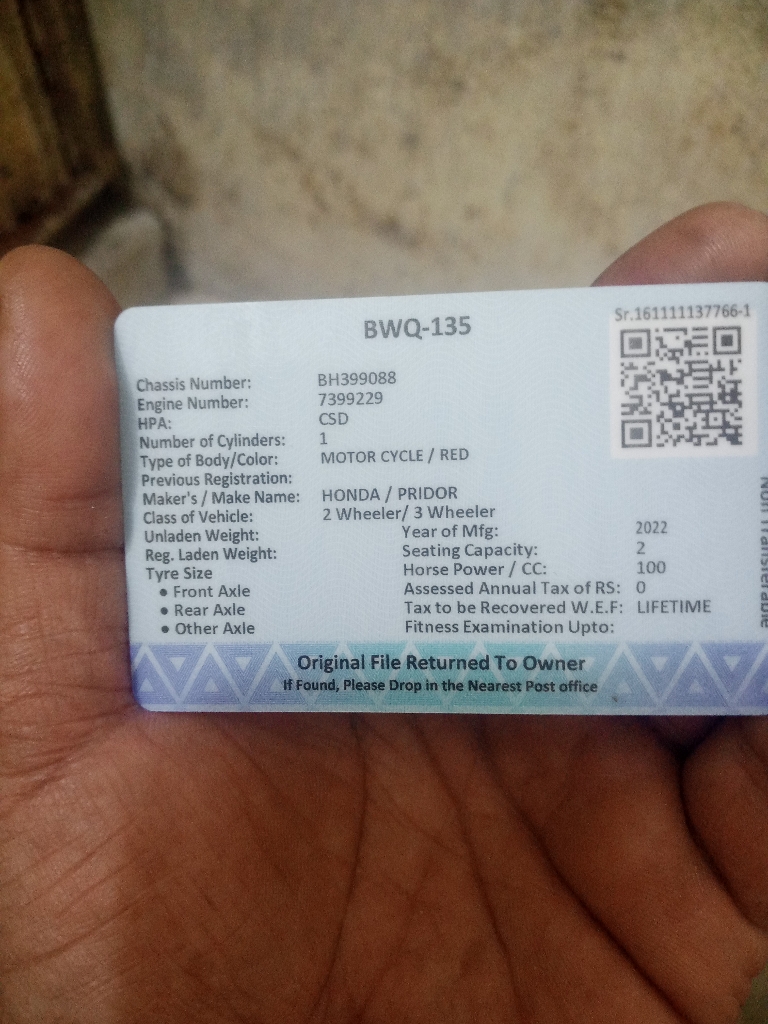 BWQ-135
Sr.161111137766-1
Chassis Number: BH399088
Engine Number: 7399229
HPA: CSD
Number of Cylinders: 1
Type of Body/Color: MOTOR CYCLE / RED
Previous Registration:
Maker's / Make Name: HONDA / PRIDOR
Class of Vehicle: 2 Wheeler/ 3 Wheeler
Unladen Weight: Year of Mfg: 2022
Reg. Laden Weight: Seating Capacity: 2
Tyre Size Horse Power / CC: 100
• Front Axle Assessed Annual Tax of RS: 0
• Rear Axle Tax to be Recovered W.E.F: LIFETIME
• Other Axle Fitness Examination Upto:
Non Transferable
Original File Returned To Owner
If Found, Please Drop in the Nearest Post office